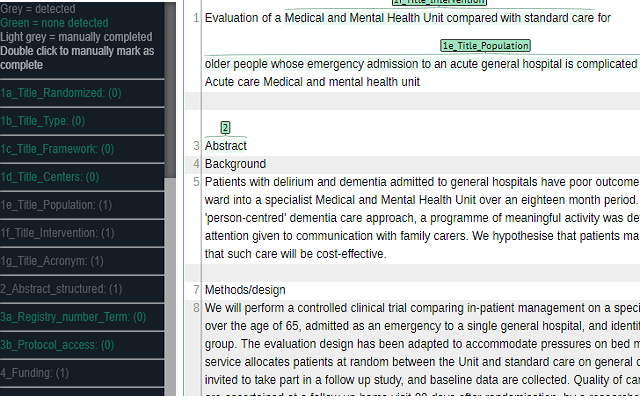 Grey = detected
Green = none detected
Light grey = manually completed
Double click to manually mark as
complete
1a_Title_Randomized: (0)
1b_Title_Type: (0)
1c_Title_Framework: (0)
1d_Title_Centers: (0)
1e_Title_Population: (1)
1f_Title_Intervention: (1)
1g_Title_Acronym: (1)
2_Abstract_structured: (1)
3a_Registry_number_Term: (0)
3b_Protocol_access: (0)
4_Funding: (1)
1f_Title_Intervention
1 Evaluation of a Medical and Mental Health Unit compared with standard care for
1e_Title_Population
older people whose emergency admission to an acute general hospital is complicated
Acute care Medical and mental health unit
2
3 Abstract
4 Background
5 Patients with delirium and dementia admitted to general hospitals have poor outcome
ward into a specialist Medical and Mental Health Unit over an eighteen month period.
'person-centred' dementia care approach, a programme of meaningful activity was de
attention given to communication with family carers. We hypothesise that patients ma
that such care will be cost-effective.
7 Methods/design
8 We will perform a controlled clinical trial comparing in-patient management on a speci
over the age of 65, admitted as an emergency to a single general hospital, and identif
group. The evaluation design has been adapted to accommodate pressures on bed m
service allocates patients at random between the Unit and standard care on general o
invited to take part in a follow up study, and baseline data are collected. Quality of car